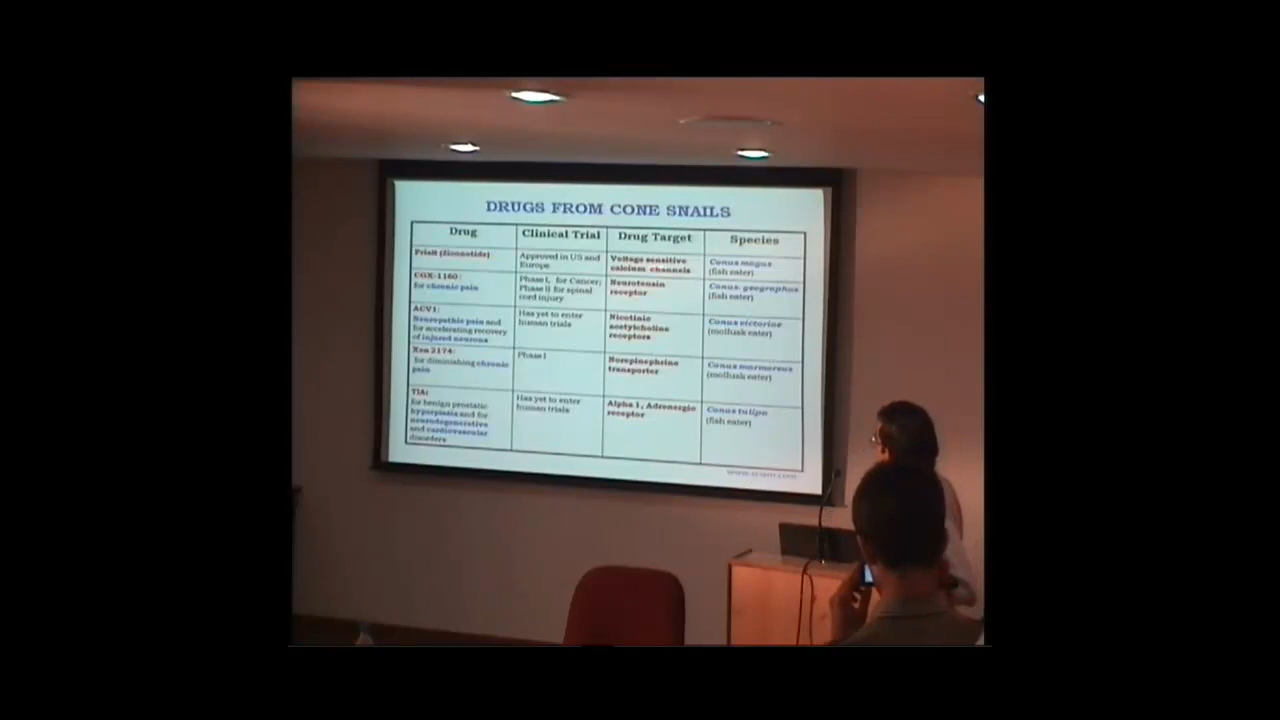 DRUGS FROM CONE SNAILS
Drug
Clinical Trial
Drug Target
Species
Prialt (Ziconotide)
Approved in US and
Europe
Voltage sensitive
calcium channels
Conus magus
(fish eater)
CGX-1160:
for chronic pain
Phase I, for Cancer;
Phase II for spinal
cord injury
Neurotensin
receptor
Conus geographus
(fish eater)
ACV1:
Neuropathic pain and
for accelerating recovery
of injured neurons
Has yet to enter
human trials
Nicotinic
acetylcholine
receptors
Conus victoriae
(mollusk eater)
Xen 2174:
for diminishing chronic
pain
Phase I
Norepinephrine
transporter
Conus marmoreus
(mollusk eater)
TIA:
for benign prostatic
hyperplasia and for
neurodegenerative
and cardiovascular
disorders
Has yet to enter
human trials
Alpha 1, Adrenergic
receptor
Conus tulipa
(fish eater)